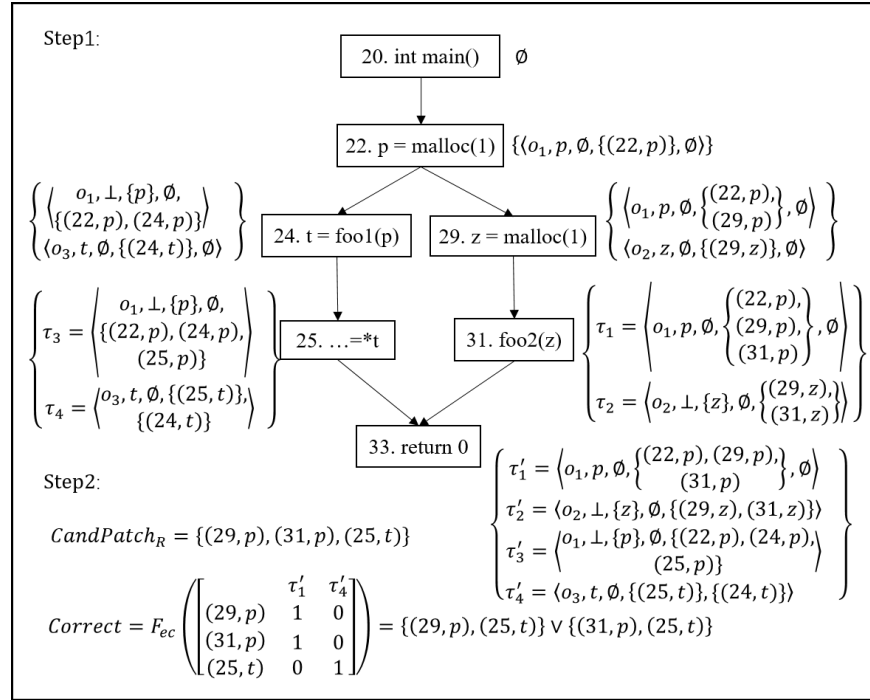 Step1:
20. int main()
∅
22. p = malloc(1)
{⟨o₁, p, ∅, {(22, p)}, ∅⟩}
{⟨o₁, ⊥, {p}, ∅,
{(22, p), (24, p)}⟩
⟨o₃, t, ∅, {(24, t)}, ∅⟩}
24. t = foo1(p)
29. z = malloc(1)
{⟨o₁, p, ∅, {(22, p),
(29, p)}, ∅⟩
⟨o₂, z, ∅, {(29, z)}, ∅⟩}
{τ₃ = ⟨o₁, ⊥, {p}, ∅,
{(22, p), (24, p),
(25, p)}⟩
τ₄ = ⟨o₃, t, ∅, {(25, t)},
{(24, t)}⟩}
25. …=*t
31. foo2(z)
{τ₁ = ⟨o₁, p, ∅, {(22, p),
(29, p),
(31, p)}, ∅⟩
τ₂ = ⟨o₂, ⊥, {z}, ∅, {(29, z),
(31, z)}⟩}
33. return 0
Step2:
{τ′₁ = ⟨o₁, p, ∅, {(22, p), (29, p),
(31, p)}, ∅⟩
τ′₂ = ⟨o₂, ⊥, {z}, ∅, {(29, z), (31, z)}⟩
τ′₃ = ⟨o₁, ⊥, {p}, ∅, {(22, p), (24, p),
(25, p)}⟩
τ′₄ = ⟨o₃, t, ∅, {(25, t)}, {(24, t)}⟩}
CandPatch_R = {(29, p), (31, p), (25, t)}
τ′₁ τ′₄
(29, p) 1 0
Correct = F_ec ([(31, p) 1 0]) = {(29, p), (25, t)} ∨ {(31, p), (25, t)}
(25, t) 0 1